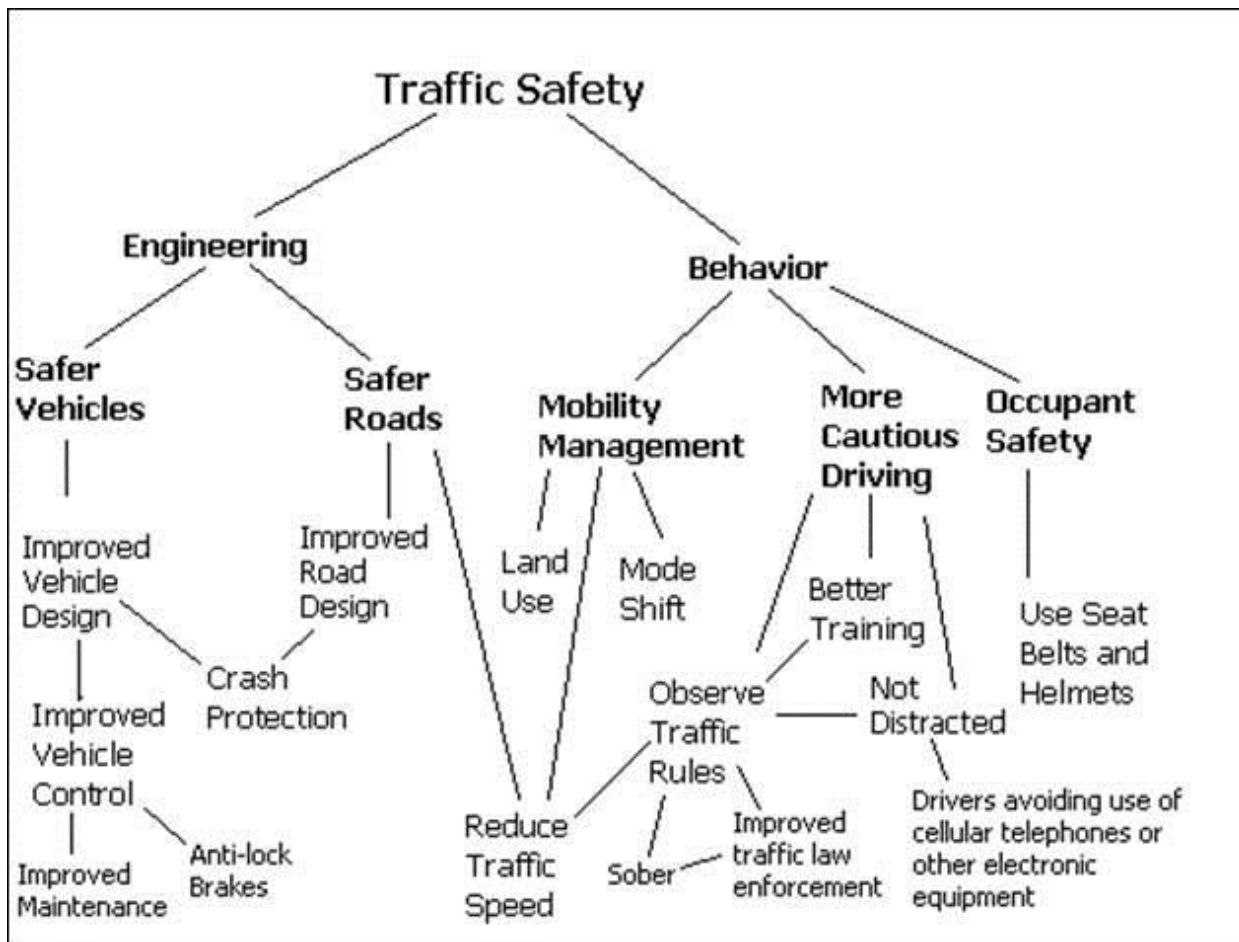 Traffic Safety
Engineering
Behavior
Safer
Vehicles
Safer
Roads
Mobility
Management
More
Cautious
Driving
Occupant
Safety
Improved
Vehicle
Design
Improved
Road
Design
Land
Use
Mode
Shift
Better
Training
Use Seat
Belts and
Helmets
Crash
Protection
Observe
Traffic
Rules
Not
Distracted
Improved
Vehicle
Control
Reduce
Traffic
Speed
Improved
traffic law
enforcement
Drivers avoiding use of
cellular telephones or
other electronic
equipment
Anti-lock
Brakes
Sober
Improved
Maintenance